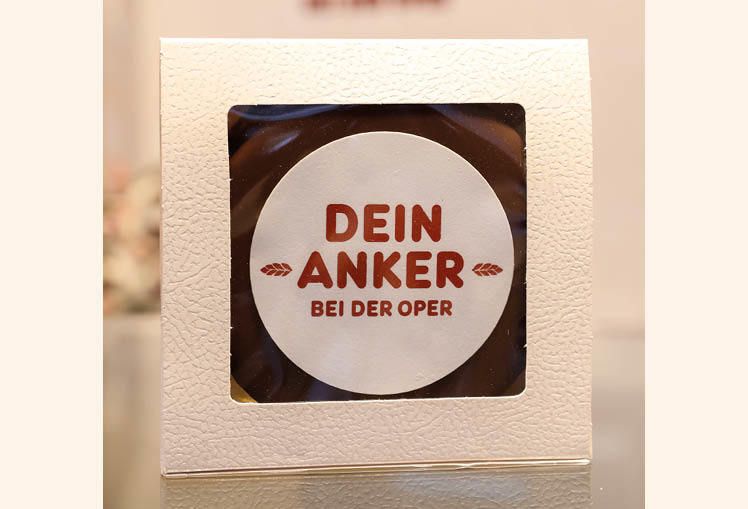 DEIN
ANKER
BEI DER OPER